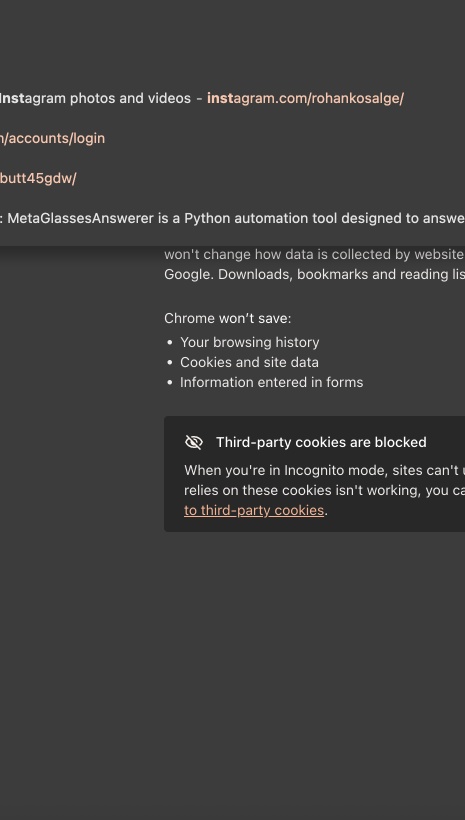 Instagram photos and videos - instagram.com/rohankosalge/
/accounts/login
butt45gdw/
: MetaGlassesAnswerer is a Python automation tool designed to answe
won't change how data is collected by website
Google. Downloads, bookmarks and reading lis
Chrome won't save:
• Your browsing history
• Cookies and site data
• Information entered in forms
Third-party cookies are blocked
When you're in Incognito mode, sites can't u
relies on these cookies isn't working, you ca
to third-party cookies.